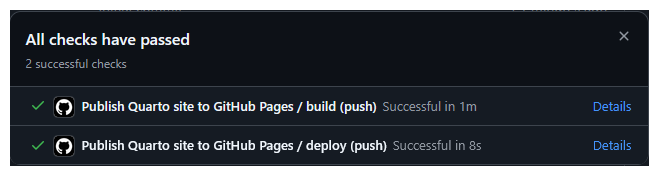 All checks have passed
2 successful checks
Publish Quarto site to GitHub Pages / build (push) Successful in 1m Details
Publish Quarto site to GitHub Pages / deploy (push) Successful in 8s Details